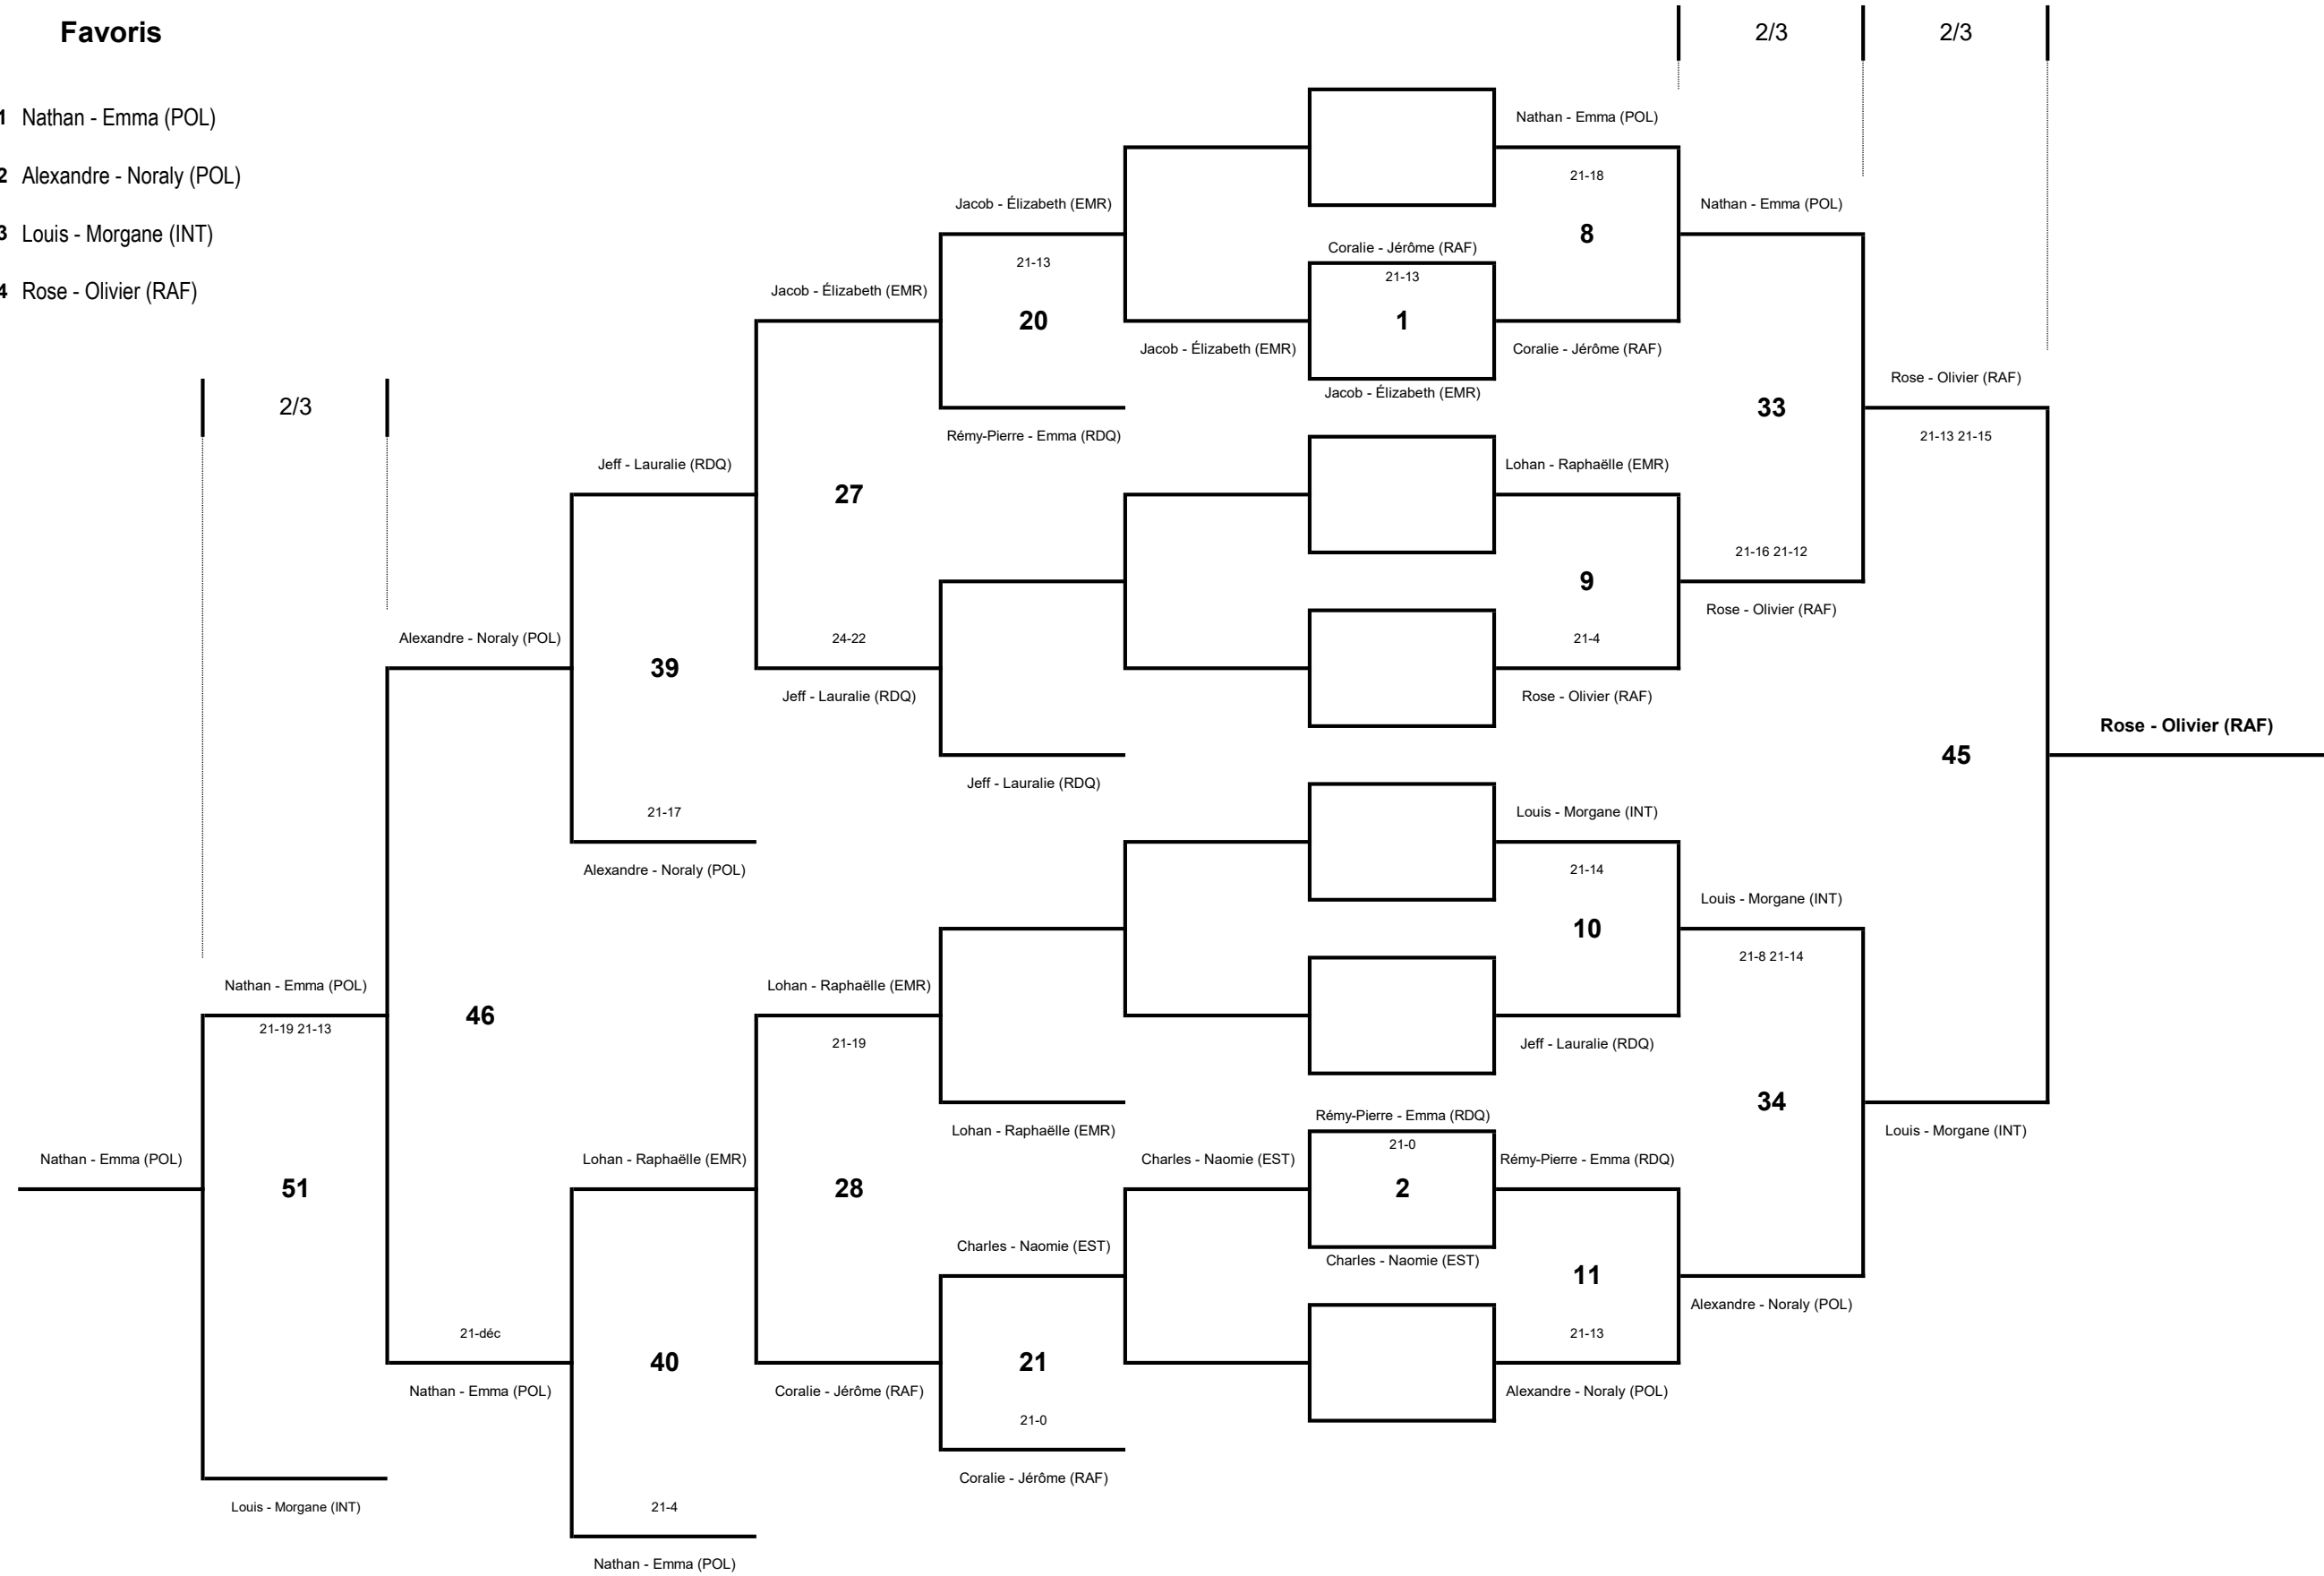 Favoris
2/3
2/3
1 Nathan - Emma (POL)
Nathan - Emma (POL)
2 Alexandre - Noraly (POL)
21-18
Jacob - Élizabeth (EMR)
Nathan - Emma (POL)
3 Louis - Morgane (INT)
8
Coralie - Jérôme (RAF)
21-13
21-13
4 Rose - Olivier (RAF)
Jacob - Élizabeth (EMR)
20
1
Jacob - Élizabeth (EMR)
Coralie - Jérôme (RAF)
Rose - Olivier (RAF)
Jacob - Élizabeth (EMR)
2/3
33
Rémy-Pierre - Emma (RDQ)
21-13 21-15
Jeff - Lauralie (RDQ)
Lohan - Raphaëlle (EMR)
27
21-16 21-12
9
Rose - Olivier (RAF)
Alexandre - Noraly (POL)
24-22
21-4
39
Jeff - Lauralie (RDQ)
Rose - Olivier (RAF)
Rose - Olivier (RAF)
45
Jeff - Lauralie (RDQ)
21-17
Louis - Morgane (INT)
Alexandre - Noraly (POL)
21-14
Louis - Morgane (INT)
10
21-8 21-14
Nathan - Emma (POL)
Lohan - Raphaëlle (EMR)
46
21-19 21-13
21-19
Jeff - Lauralie (RDQ)
34
Rémy-Pierre - Emma (RDQ)
Lohan - Raphaëlle (EMR)
Louis - Morgane (INT)
21-0
Nathan - Emma (POL)
Lohan - Raphaëlle (EMR)
Charles - Naomie (EST)
Rémy-Pierre - Emma (RDQ)
51
28
2
Charles - Naomie (EST)
Charles - Naomie (EST)
11
Alexandre - Noraly (POL)
21-déc
21-13
40
21
Nathan - Emma (POL)
Coralie - Jérôme (RAF)
Alexandre - Noraly (POL)
21-0
Coralie - Jérôme (RAF)
Louis - Morgane (INT)
21-4
Nathan - Emma (POL)